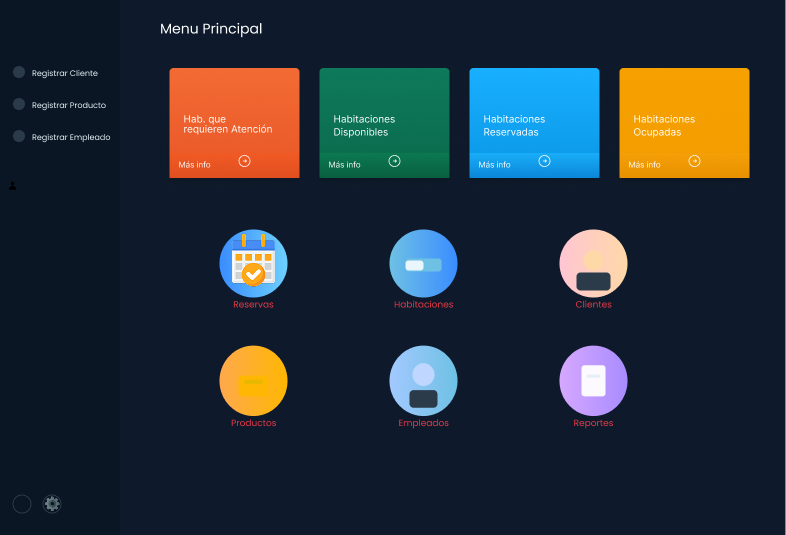 Menu Principal
Registrar Cliente
Registrar Producto
Registrar Empleado
Hab. que
requieren Atención
Más info
Habitaciones
Disponibles
Más info
Habitaciones
Reservadas
Más info
Habitaciones
Ocupadas
Más info
Reservas
Habitaciones
Clientes
Productos
Empleados
Reportes